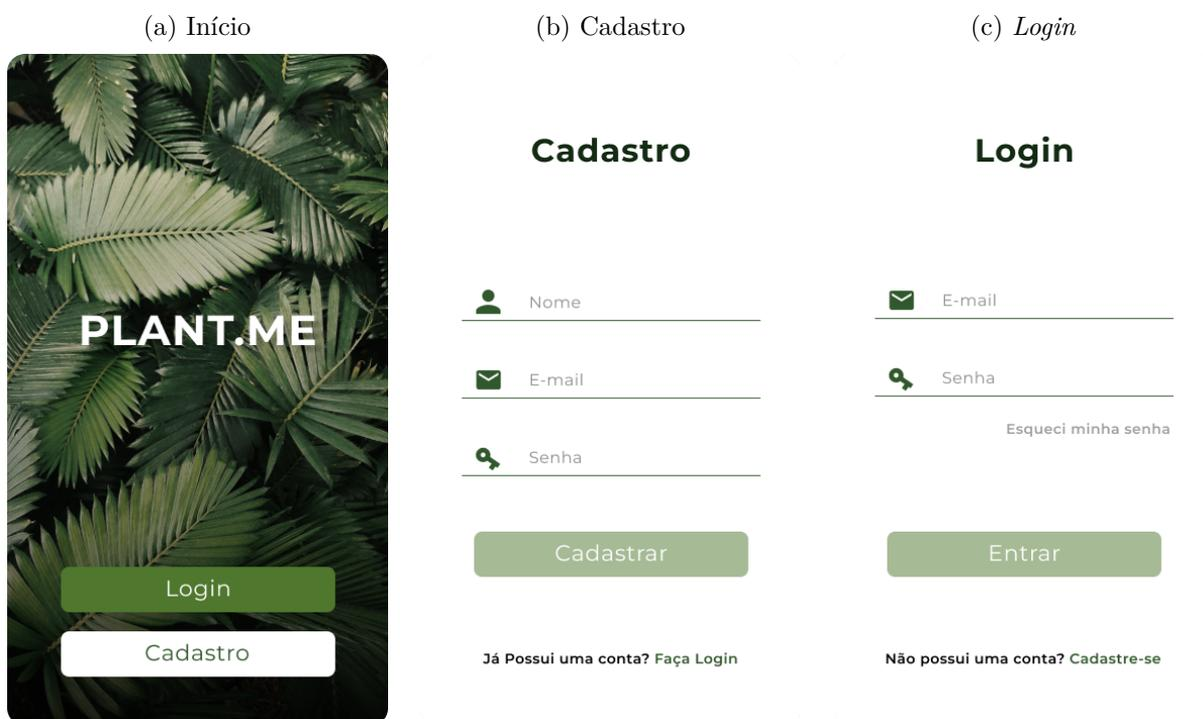 (a) Início
PLANT.ME
Login
Cadastro
(b) Cadastro
Cadastro
Nome
E-mail
Senha
Cadastrar
Já Possui uma conta? Faça Login
(c) Login
Login
E-mail
Senha
Esqueci minha senha
Entrar
Não possui uma conta? Cadastre-se